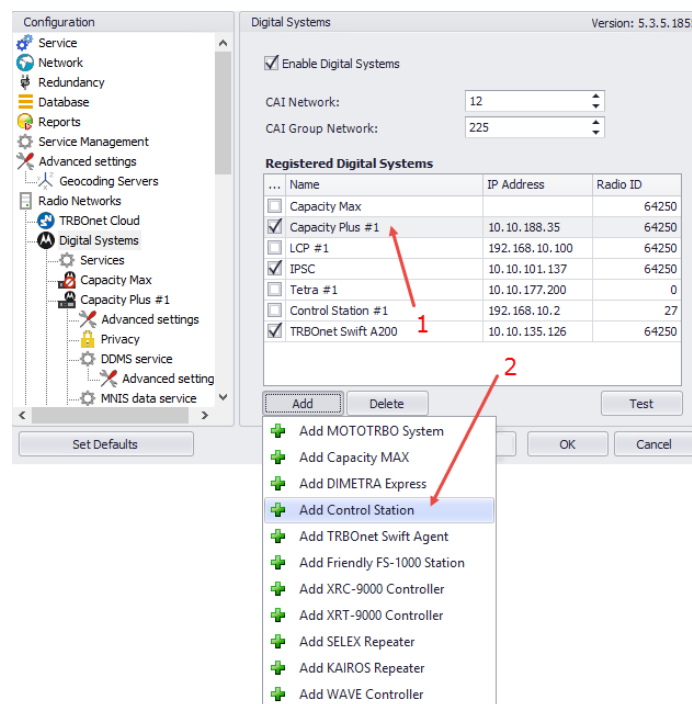 Configuration
Service
Network
Redundancy
Database
Reports
Service Management
Advanced settings
Geocoding Servers
Radio Networks
TRBOnet Cloud
Digital Systems
Services
Capacity Max
Capacity Plus #1
Advanced settings
Privacy
DDMS service
Advanced setting
MNIS data service
Set Defaults
Digital Systems Version: 5.3.5.185
Enable Digital Systems
CAI Network: 12
CAI Group Network: 225
Registered Digital Systems
... Name IP Address Radio ID
Capacity Max 64250
Capacity Plus #1 10.10.188.35 64250
LCP #1 192.168.10.100 64250
IPSC 10.10.101.137 64250
Tetra #1 10.10.177.200 0
Control Station #1 192.168.10.2 27
TRBOnet Swift A200 10.10.135.126 64250
1
2
Add Delete Test
OK Cancel
Add MOTOTRBO System
Add Capacity MAX
Add DIMETRA Express
Add Control Station
Add TRBOnet Swift Agent
Add Friendly FS-1000 Station
Add XRC-9000 Controller
Add XRT-9000 Controller
Add SELEX Repeater
Add KAIROS Repeater
Add WAVE Controller